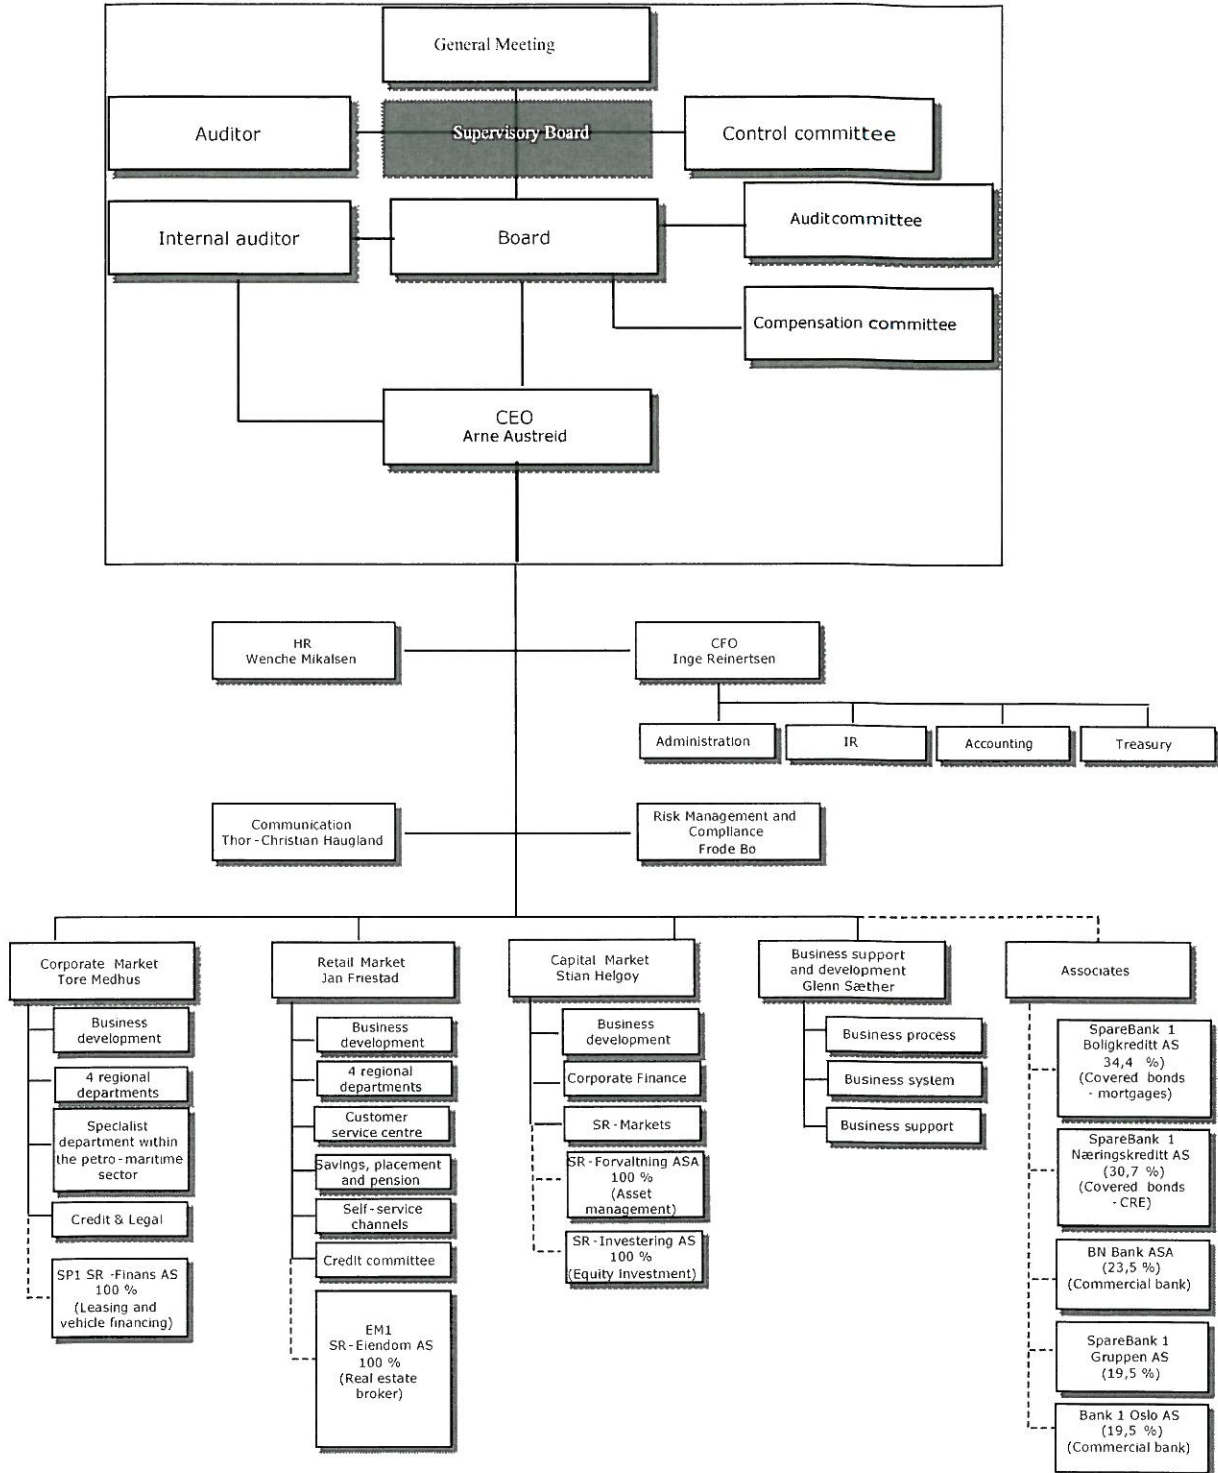 General Meeting
Auditor
Supervisory Board
Control committee
Internal auditor
Board
Auditcommittee
Compensation committee
CEO
Arne Austreid
HR
Wenche Mikalsen
CFO
Inge Reinertsen
Administration
IR
Accounting
Treasury
Communication
Thor-Christian Haugland
Risk Management and
Compliance
Frode Bo
Corporate Market
Tore Medhus
Retail Market
Jan Friestad
Capital Market
Stian Helgøy
Business support
and development
Glenn Sæther
Associates
Business
development
4 regional
departments
Specialist
department within
the petro-maritime
sector
Credit & Legal
SP1 SR-Finans AS
100 %
(Leasing and
vehicle financing)
Business
development
4 regional
departments
Customer
service centre
Savings, placement
and pension
Self-service
channels
Credit committee
EM1
SR-Eiendom AS
100 %
(Real estate
broker)
Business
development
Corporate Finance
SR-Markets
SR-Forvaltning ASA
100 %
(Asset
management)
SR-Investering AS
100 %
(Equity investment)
Business process
Business system
Business support
SpareBank 1
Boligkreditt AS
34,4 %)
(Covered bonds
- mortgages)
SpareBank 1
Næringskreditt AS
(30,7 %)
(Covered bonds
- CRE)
BN Bank ASA
(23,5 %)
(Commercial bank)
SpareBank 1
Gruppen AS
(19,5 %)
Bank 1 Oslo AS
(19,5 %)
(Commercial bank)